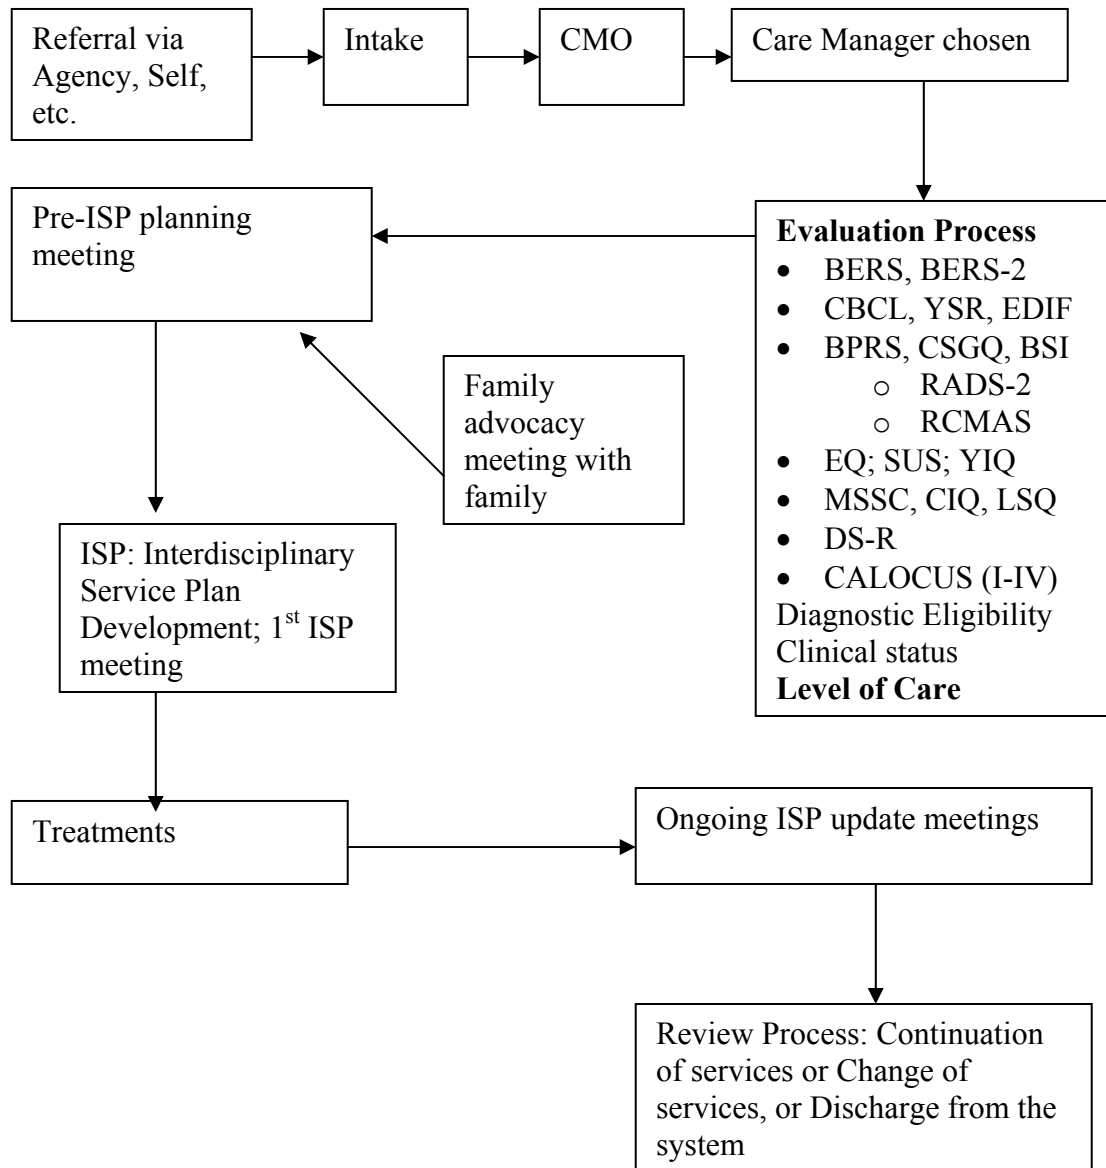 Referral via
Agency, Self,
etc.
Intake
CMO
Care Manager chosen
Pre-ISP planning
meeting
Evaluation Process
• BERS, BERS-2
• CBCL, YSR, EDIF
• BPRS, CSGQ, BSI
o RADS-2
o RCMAS
• EQ; SUS; YIQ
• MSSC, CIQ, LSQ
• DS-R
• CALOCUS (I-IV)
Diagnostic Eligibility
Clinical status
Level of Care
Family
advocacy
meeting with
family
ISP: Interdisciplinary
Service Plan
Development; 1st ISP
meeting
Treatments
Ongoing ISP update meetings
Review Process: Continuation
of services or Change of
services, or Discharge from the
system